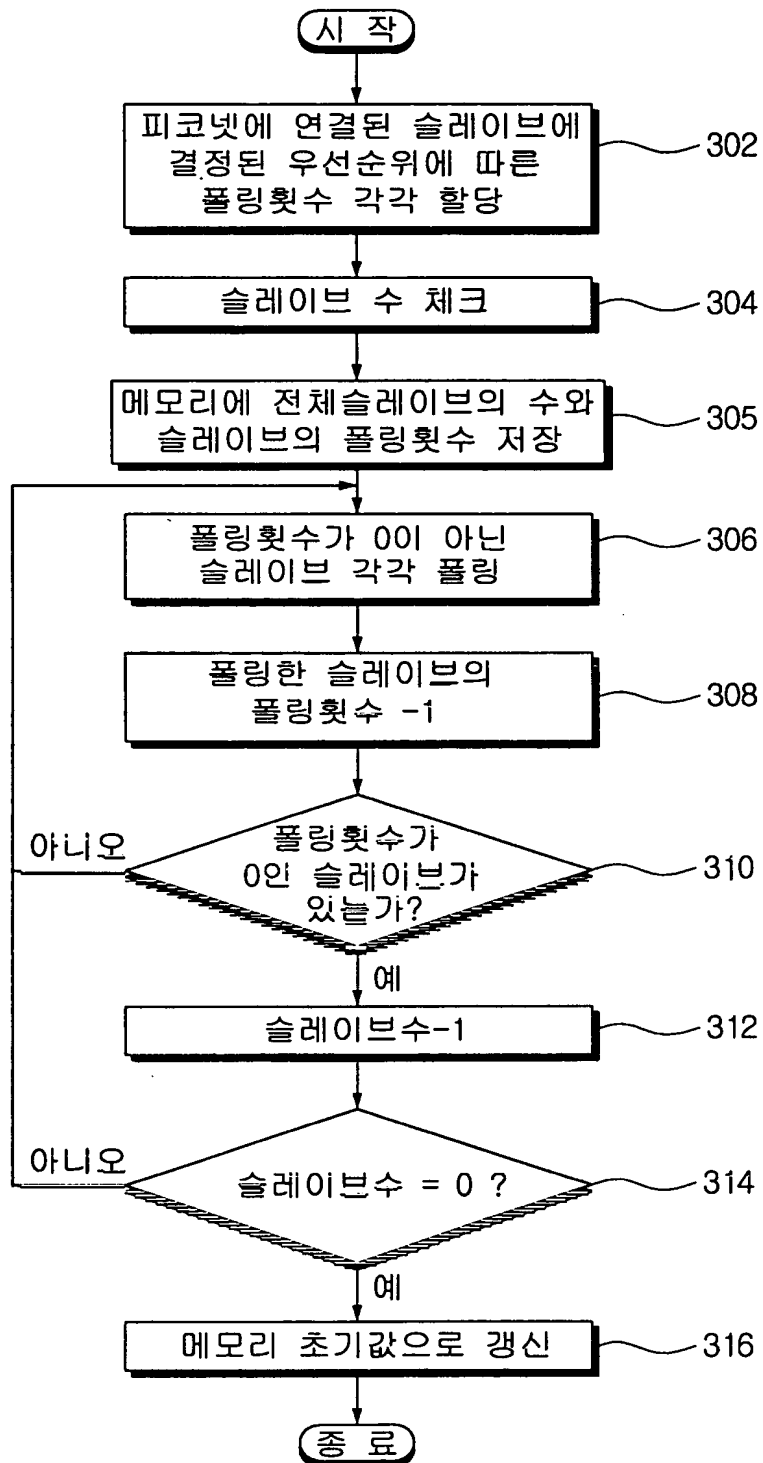 시 작
피코넷에 연결된 슬레이브에
결정된 우선순위에 따른
폴링횟수 각각 할당
302
슬레이브 수 체크
304
메모리에 전체슬레이브의 수와
슬레이브의 폴링횟수 저장
305
폴링횟수가 0이 아닌
슬레이브 각각 폴링
306
폴링한 슬레이브의
폴링횟수 -1
308
아니오
폴링횟수가
0인 슬레이브가
있는가?
310
예
슬레이브수-1
312
아니오
슬레이브수 = 0 ?
314
예
메모리 초기값으로 갱신
316
종 료